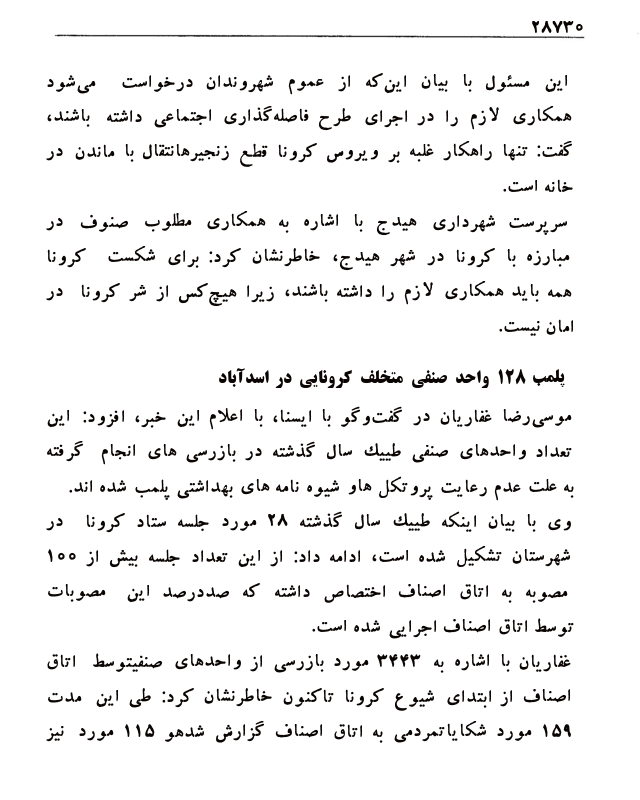 ۲۸۷۳۰
این مسئول با بیان این‌که از عموم شهروندان درخواست می‌شود
همکاری لازم را در اجرای طرح فاصله‌گذاری اجتماعی داشته باشند،
گفت: تنها راهکار غلبه بر ویروس کرونا قطع زنجیرهانتقال با ماندن در
خانه است.
سرپرست شهرداری هیدج با اشاره به همکاری مطلوب صنوف در
مبارزه با کرونا در شهر هیدج، خاطرنشان کرد: برای شکست کرونا
همه باید همکاری لازم را داشته باشند، زیرا هیچ‌کس از شر کرونا در
امان نیست.
پلمب ۱۲۸ واحد صنفی متخلف کرونایی در اسدآباد
موسی‌رضا غفاریان در گفت‌وگو با ایسنا، با اعلام این خبر، افزود: این
تعداد واحدهای صنفی طییك سال گذشته در بازرسی های انجام گرفته
به علت عدم رعایت پروتکل هاو شیوه نامه های بهداشتی پلمب شده اند.
وی با بیان اینکه طییك سال گذشته ۲۸ مورد جلسه ستاد کرونا در
شهرستان تشکیل شده است، ادامه داد: از این تعداد جلسه بیش از ۱۰۰
مصوبه به اتاق اصناف اختصاص داشته که صددرصد این مصوبات
توسط اتاق اصناف اجرایی شده است.
غفاریان با اشاره به ۳۴۴۳ مورد بازرسی از واحدهای صنفیتوسط اتاق
اصناف از ابتدای شیوع کرونا تاکنون خاطرنشان کرد: طی این مدت
۱۵۹ مورد شکایاتمردمی به اتاق اصناف گزارش شدهو ۱۱۵ مورد نیز